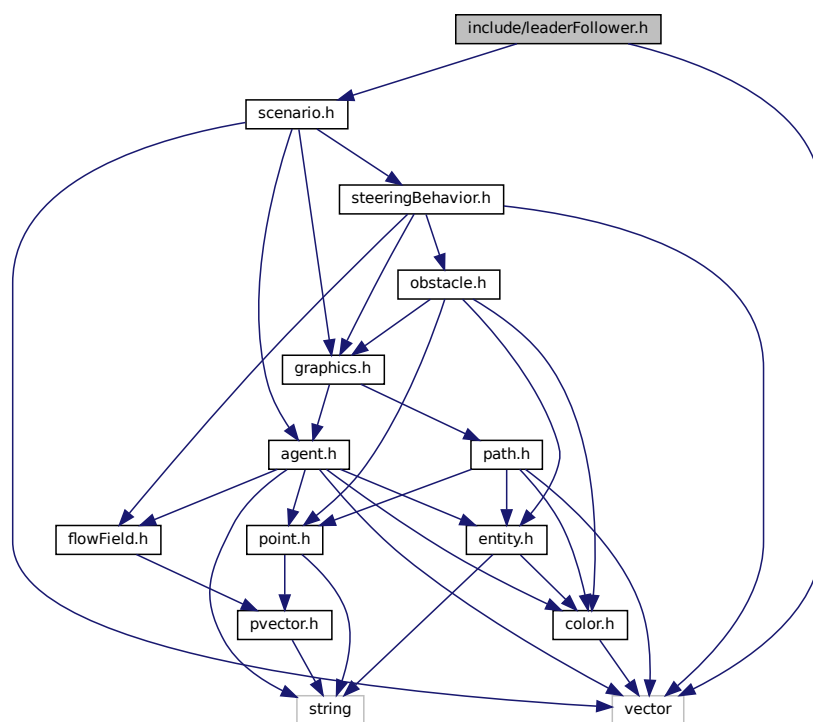 include/leaderFollower.h
scenario.h
steeringBehavior.h
obstacle.h
graphics.h
agent.h
path.h
flowField.h
point.h
entity.h
pvector.h
color.h
string
vector